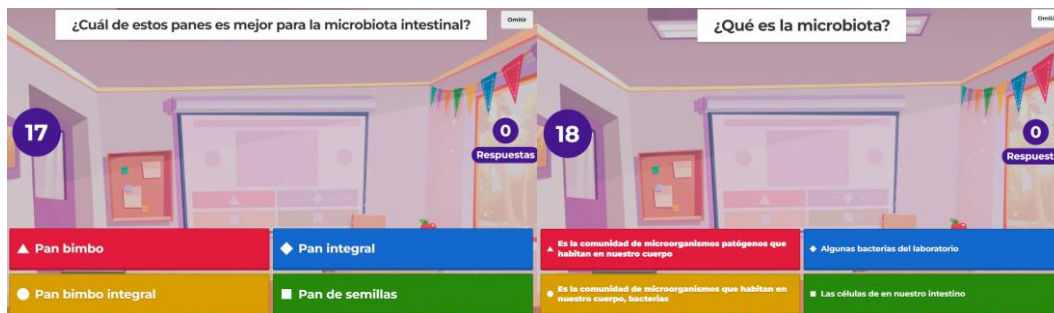 ¿Cuál de estos panes es mejor para la microbiota intestinal?
Omitir
17
0
Respuestas
▲ Pan bimbo
◆ Pan integral
● Pan bimbo integral
■ Pan de semillas
¿Qué es la microbiota?
18
0
▲ Es la comunidad de microorganismos patógenos que
habitan en nuestro cuerpo
◆ Algunas bacterias del laboratorio
● Es la comunidad de microorganismos que habitan en
nuestro cuerpo, bacterias
■ Las células de en nuestro intestino